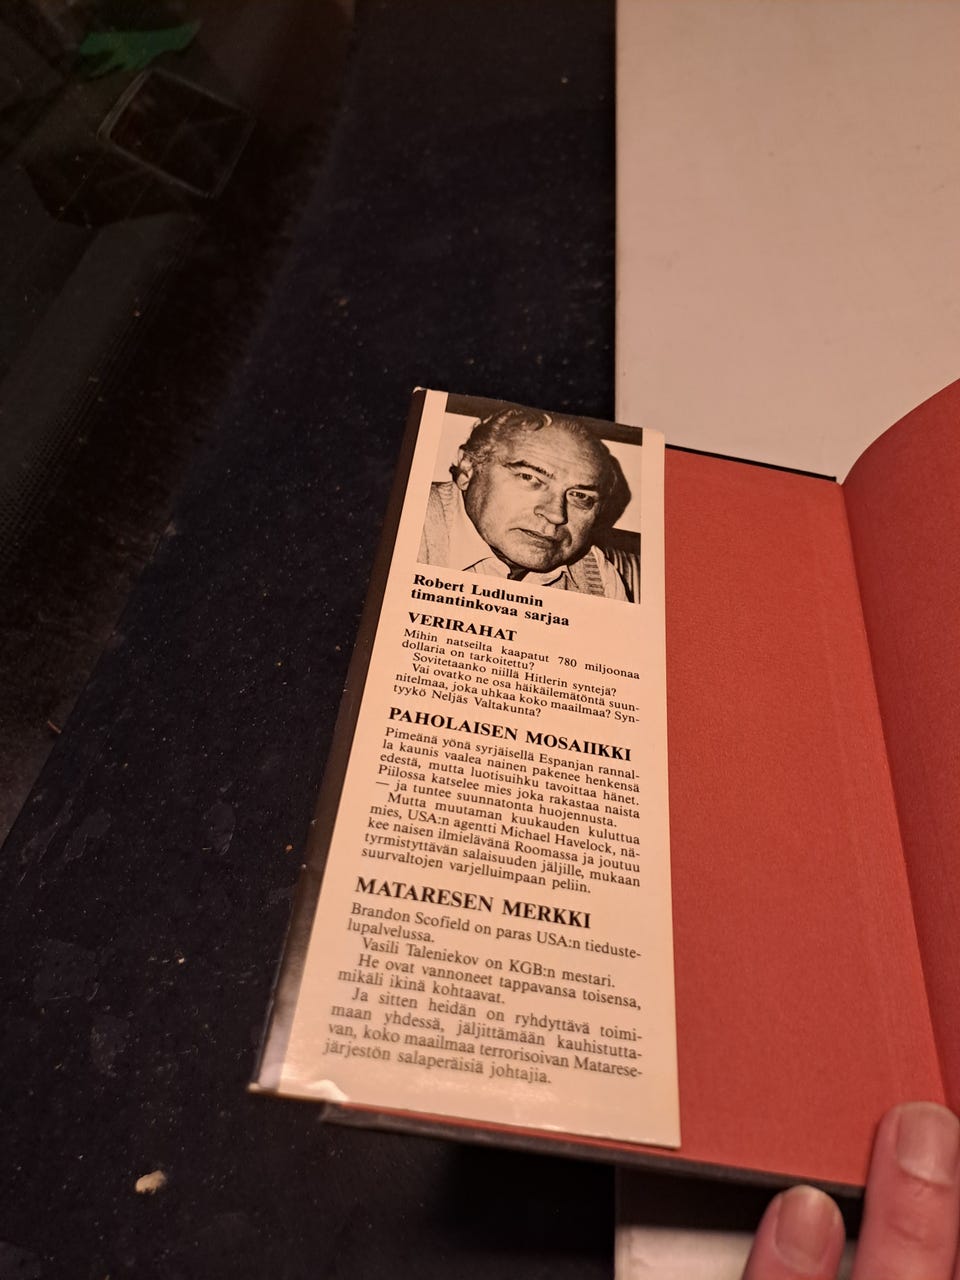 Robert Ludlumin
timantinkovaa sarjaa
VERIRAHAT
Mihin natseilta kaapatut 780 miljoonaa
dollaria on tarkoitettu?
Sovitetaanko niillä Hitlerin syntejä?
Vai ovatko ne osa häikäilemätöntä suun-
nitelmaa, joka uhkaa koko maailmaa? Syn-
tyykö Neljäs Valtakunta?
PAHOLAISEN MOSAIIKKI
Pimeänä yönä syrjäisellä Espanjan rannal-
la kaunis vaalea nainen pakenee henkensä
edestä, mutta luotisuihku tavoittaa hänet.
Piilossa katselee mies joka rakastaa naista
— ja tuntee suunnatonta huojennusta.
Mutta muutaman kuukauden kuluttua
mies, USA:n agentti Michael Havelock, nä-
kee naisen ilmielävänä Roomassa ja joutuu
tyrmistyttävän salaisuuden jäljille, mukaan
suurvaltojen varjelluimpaan peliin.
MATARESEN MERKKI
Brandon Scofield on paras USA:n tieduste-
lupalvelussa.
Vasili Taleniekov on KGB:n mestari.
He ovat vannoneet tappavansa toisensa,
mikäli ikinä kohtaavat.
Ja sitten heidän on ryhdyttävä toimi-
maan yhdessä, jäljittämään kauhistutta-
van, koko maailmaa terrorisoivan Matarese-
järjestön salaperäisiä johtajia.